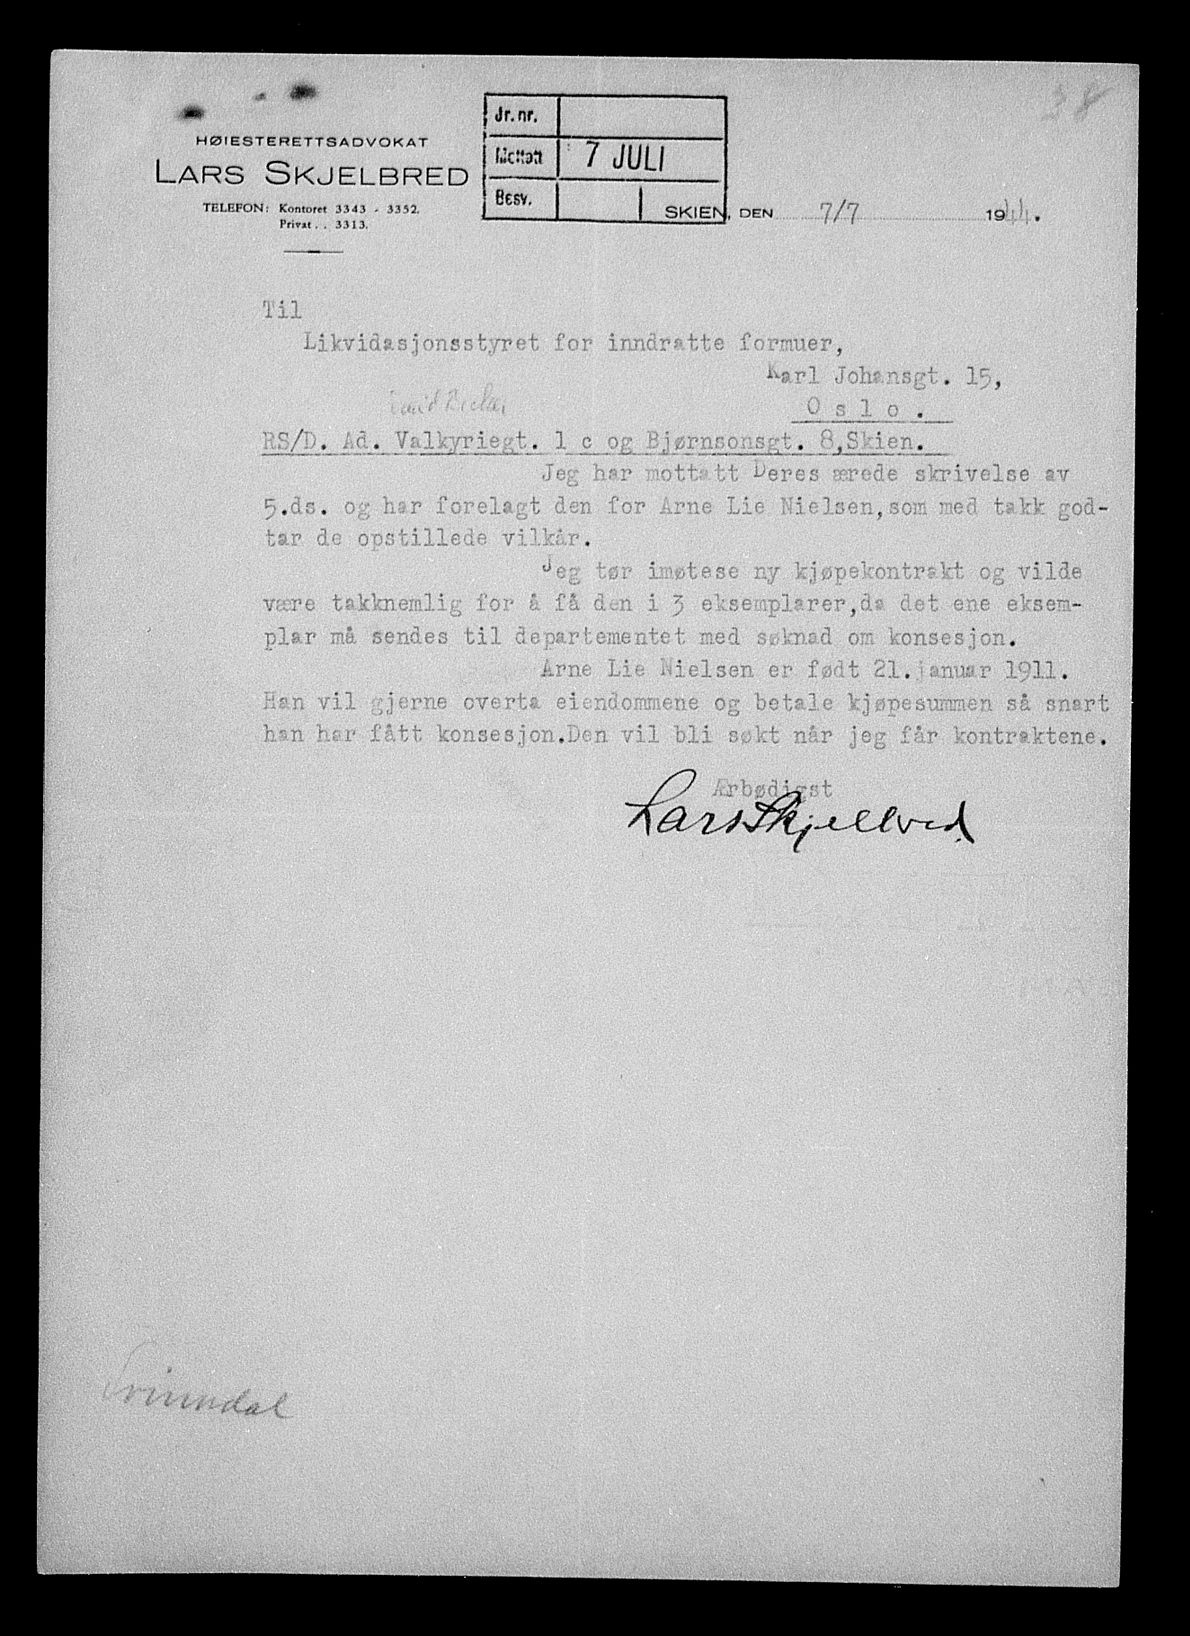 38
HØIESTERETTSADVOKAT
LARS SKJELBRED
TELEFON: Kontoret 3343 - 3352.
Privat . . 3313.
Jr. nr.
Mottatt 7 JULI
Besv.
SKIEN, DEN 7/7 1944.
Til
Likvidasjonsstyret for inndratte formuer,
Karl Johansgt. 15,
Oslo.
RS/D. Ad. Valkyriegt. 1 c og Bjørnsonsgt. 8,Skien.
Jeg har mottatt Deres ærede skrivelse av
5.ds. og har forelagt den for Arne Lie Nielsen,som med takk god-
tar de opstillede vilkår.
Jeg tør imøtese ny kjøpekontrakt og vilde
være takknemlig for å få den i 3 eksemplarer,da det ene eksem-
plar må sendes til departementet med søknad om konsesjon.
Arne Lie Nielsen er født 21.januar 1911.
Han vil gjerne overta eiendommene og betale kjøpesummen så snart
han har fått konsesjon.Den vil bli søkt når jeg får kontraktene.
Ærbødigst
Lars Skjelbred